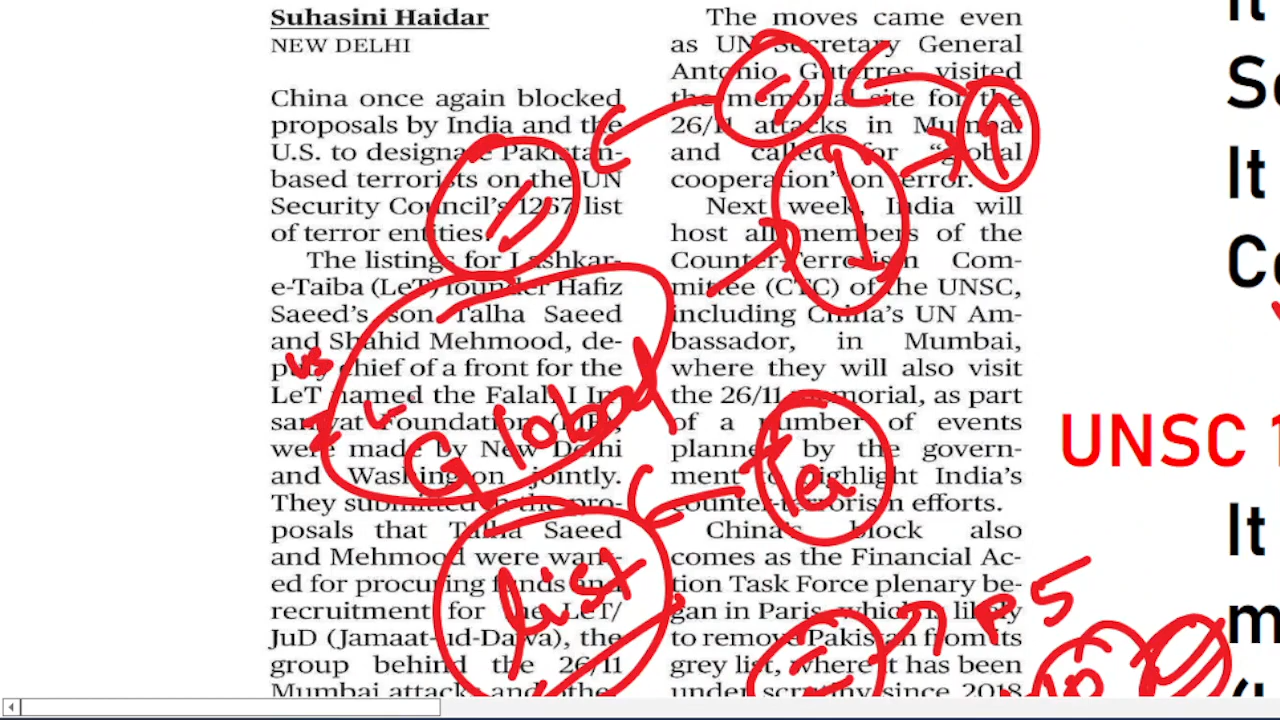 Suhasini Haidar
NEW DELHI
China once again blocked
proposals by India and the
U.S. to designate Pakistan-
based terrorists on the UN
Security Council's 1267 list
of terror entities.
The listings for Lashkar-
e-Taiba (LeT) founder Hafiz
Saeed's son Talha Saeed
and Shahid Mehmood, de-
puty chief of a front for the
LeT named the Falah I In-
saniyat Foundation (FIF),
were made by New Delhi
and Washington jointly.
They submitted in the pro-
posals that Talha Saeed
and Mehmood were want-
ed for procuring funds and
recruitment for the LeT/
JuD (Jamaat-ud-Dawa), the
group behind the 26/11
Mumbai attacks and other
The moves came even
as UN Secretary General
Antonio Guterres visited
the memorial site for the
26/11 attacks in Mumbai
and called for "global
cooperation" on terror.
Next week, India will
host all members of the
Counter-Terrorism Com-
mittee (CTC) of the UNSC,
including China's UN Am-
bassador, in Mumbai,
where they will also visit
the 26/11 memorial, as part
of a number of events
planned by the govern-
ment to highlight India's
counter-terrorism efforts.
China's block also
comes as the Financial Ac-
tion Task Force plenary be-
gan in Paris, which is likely
to remove Pakistan from its
grey list, where it has been
under scrutiny since 2018
US
Global
list
Ter
P5
10
It
Se
It
Co
UNSC 1
It
m